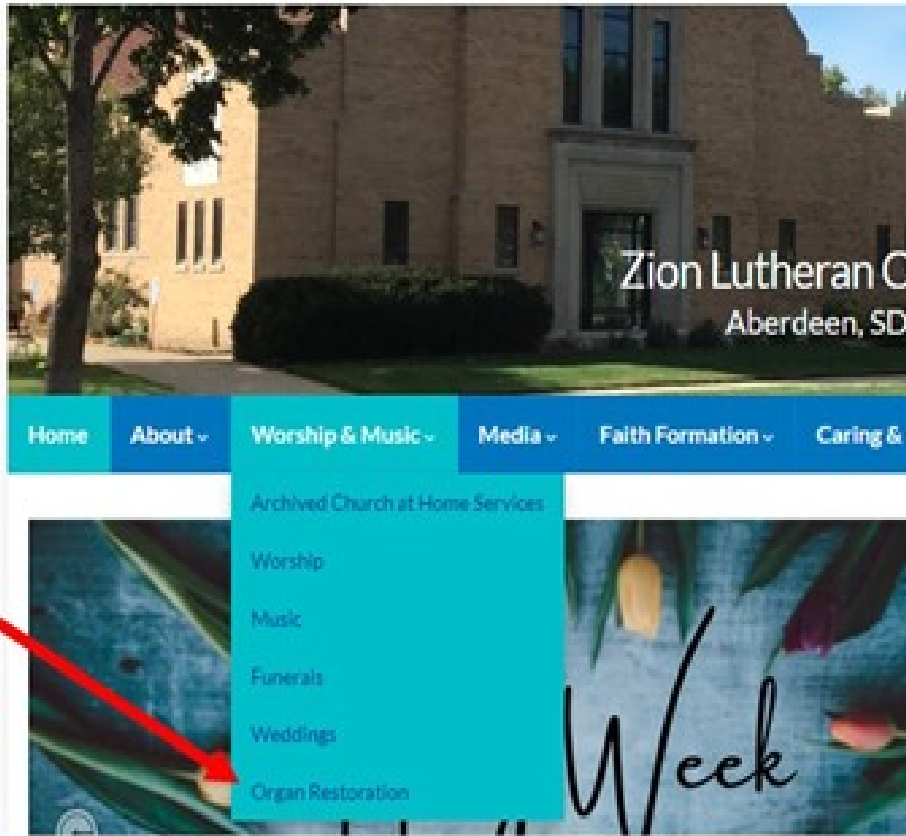 Zion Lutheran C
Aberdeen, SD
Home About Worship & Music Media Faith Formation Caring &
Archived Church at Home Services
Worship
Music
Funerals
Weddings
Organ Restoration
Week